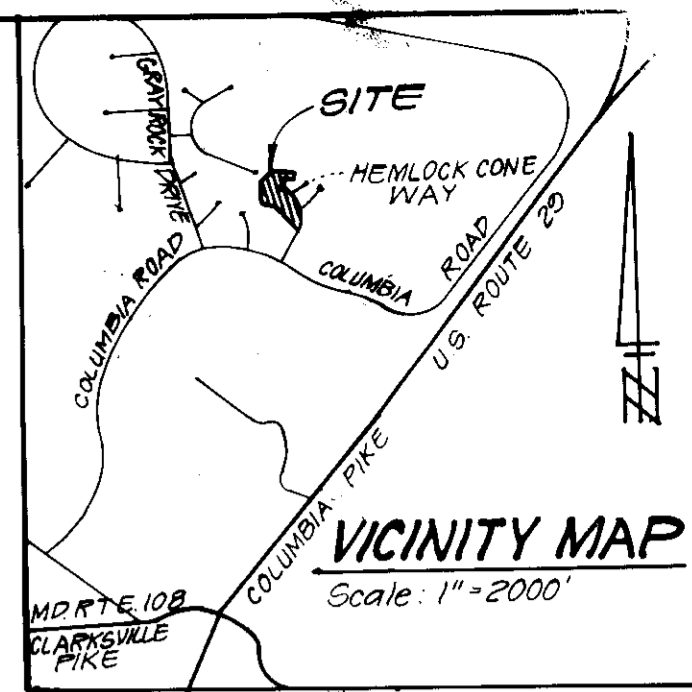 GRAYROCK
DRIVE
SITE
HEMLOCK CONE
WAY
COLUMBIA ROAD
COLUMBIA
ROAD
U.S. ROUTE 29
COLUMBIA PIKE
N
VICINITY MAP
Scale: 1"=2000'
MD. RTE. 108
CLARKSVILLE
PIKE